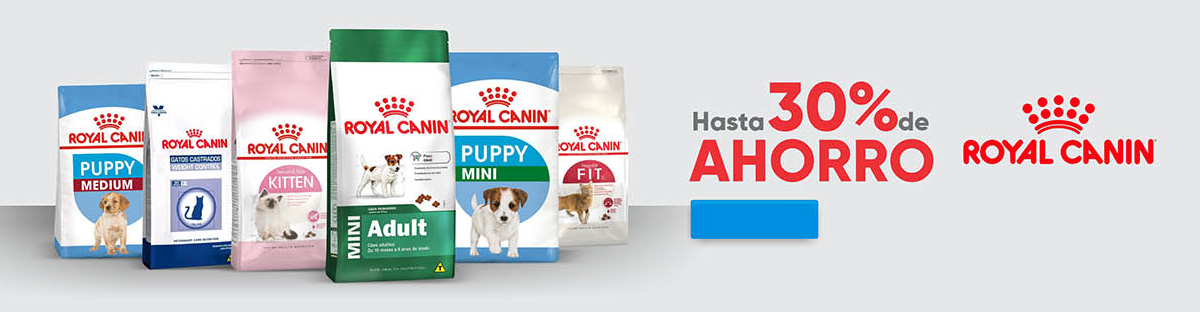 ROYAL CANIN
PUPPY
MEDIUM
ROYAL CANIN
GATOS CASTRADOS
WEIGHT CONTROL
ROYAL CANIN
KITTEN
ROYAL CANIN
MINI
Adult
ROYAL CANIN
PUPPY
MINI
ROYAL CANIN
FIT
Hasta 30% de
AHORRO
ROYAL CANIN